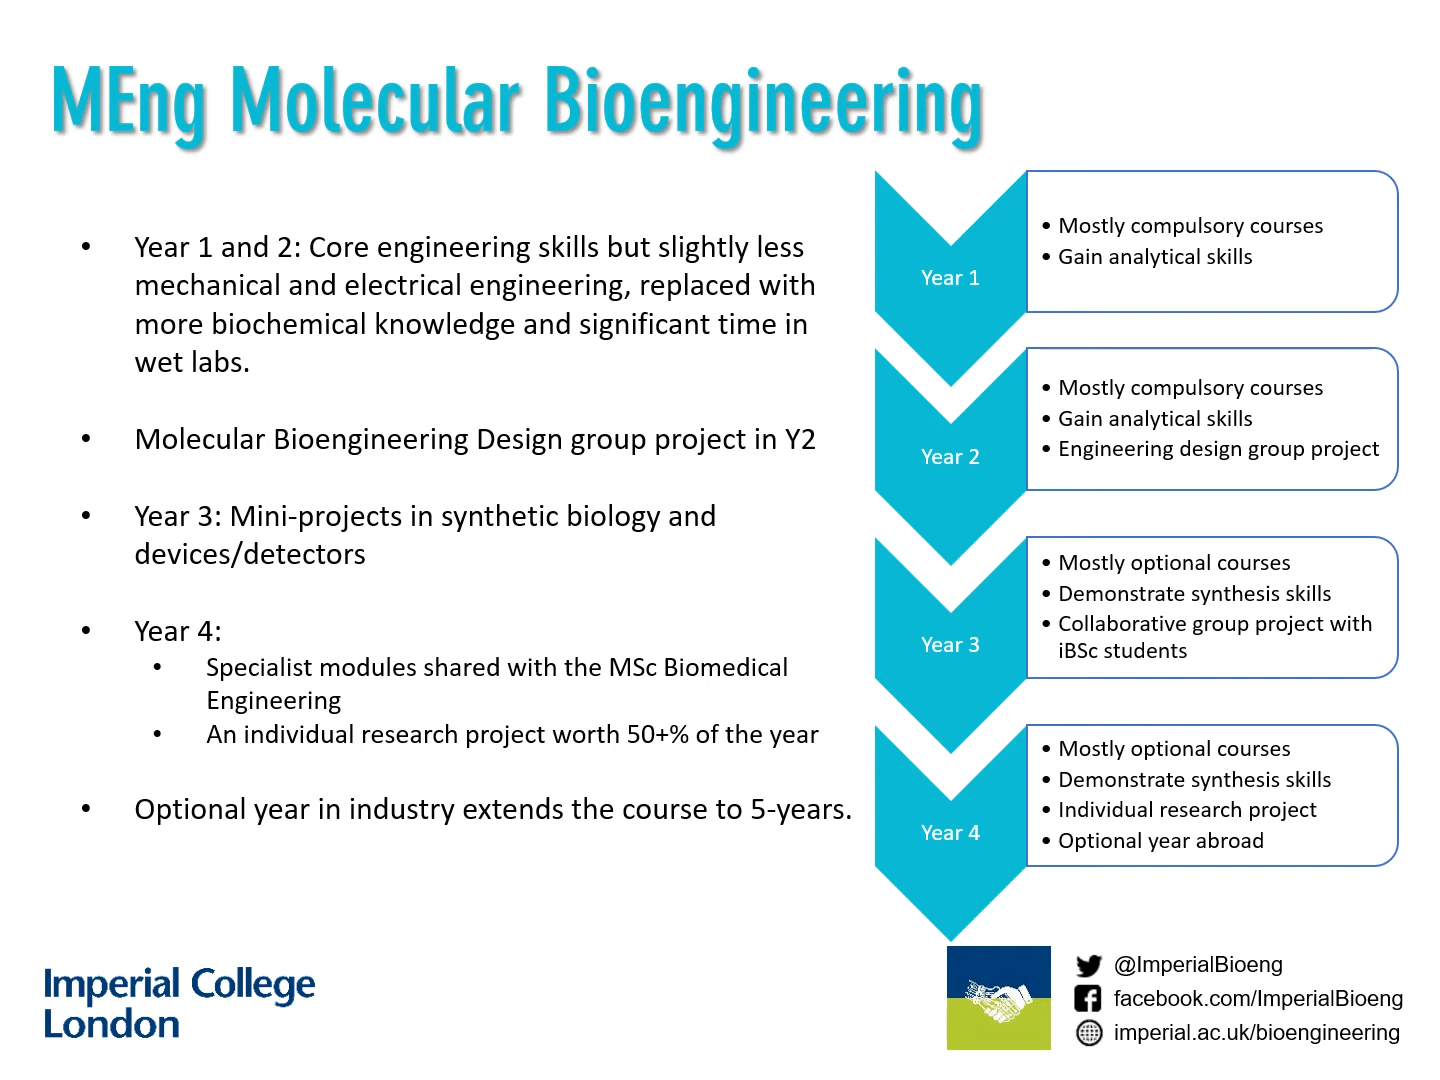 MEng Molecular Bioengineering
• Year 1 and 2: Core engineering skills but slightly less
mechanical and electrical engineering, replaced with
more biochemical knowledge and significant time in
wet labs.
• Molecular Bioengineering Design group project in Y2
• Year 3: Mini-projects in synthetic biology and
devices/detectors
• Year 4:
• Specialist modules shared with the MSc Biomedical
Engineering
• An individual research project worth 50+% of the year
• Optional year in industry extends the course to 5-years.
Year 1
• Mostly compulsory courses
• Gain analytical skills
Year 2
• Mostly compulsory courses
• Gain analytical skills
• Engineering design group project
Year 3
• Mostly optional courses
• Demonstrate synthesis skills
• Collaborative group project with
iBSc students
Year 4
• Mostly optional courses
• Demonstrate synthesis skills
• Individual research project
• Optional year abroad
Imperial College
London
@ImperialBioeng
facebook.com/ImperialBioeng
imperial.ac.uk/bioengineering